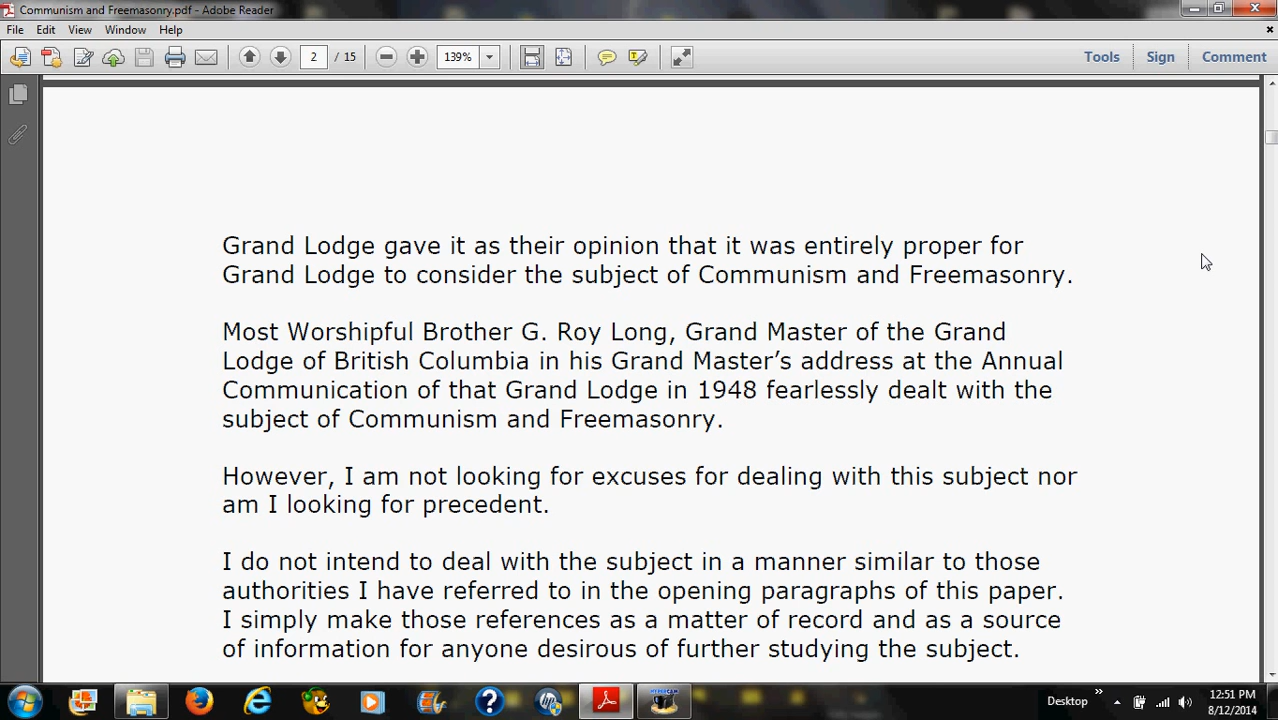 Communism and Freemasonry.pdf - Adobe Reader
File Edit View Window Help
2 / 15 139% Tools Sign Comment
Grand Lodge gave it as their opinion that it was entirely proper for
Grand Lodge to consider the subject of Communism and Freemasonry.
Most Worshipful Brother G. Roy Long, Grand Master of the Grand
Lodge of British Columbia in his Grand Master’s address at the Annual
Communication of that Grand Lodge in 1948 fearlessly dealt with the
subject of Communism and Freemasonry.
However, I am not looking for excuses for dealing with this subject nor
am I looking for precedent.
I do not intend to deal with the subject in a manner similar to those
authorities I have referred to in the opening paragraphs of this paper.
I simply make those references as a matter of record and as a source
of information for anyone desirous of further studying the subject.
Desktop
12:51 PM
8/12/2014